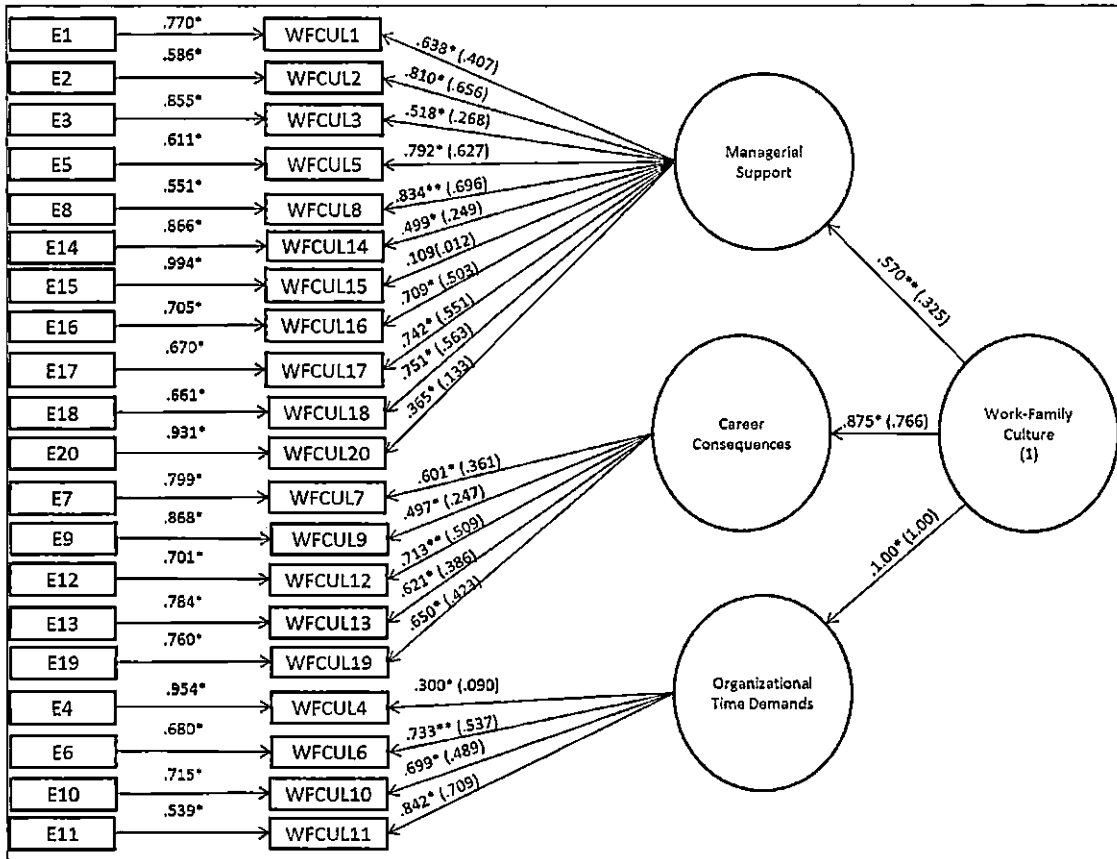 E1 .770* WFCUL1 .638* (.407)
E2 .586* WFCUL2 .810* (.656)
E3 .855* WFCUL3 .518* (.268)
E5 .611* WFCUL5 .792* (.627)
E8 .551* WFCUL8 .834** (.696)
E14 .866* WFCUL14 .499* (.249)
E15 .994* WFCUL15 .109(.012)
E16 .705* WFCUL16 .709* (.503)
E17 .670* WFCUL17 .742* (.551)
E18 .661* WFCUL18 .751* (.563)
E20 .931* WFCUL20 .365* (.133)
E7 .799* WFCUL7 .601* (.361)
E9 .868* WFCUL9 .497* (.247)
E12 .701* WFCUL12 .713** (.509)
E13 .784* WFCUL13 .621* (.386)
E19 .760* WFCUL19 .650* (.423)
E4 .954* WFCUL4 .300* (.090)
E6 .680* WFCUL6 .733** (.537)
E10 .715* WFCUL10 .699* (.489)
E11 .539* WFCUL11 .842* (.709)
Managerial
Support
.570** (.325)
Career
Consequences
.875* (.766)
Organizational
Time Demands
1.00* (1.00)
Work-Family
Culture
(1)